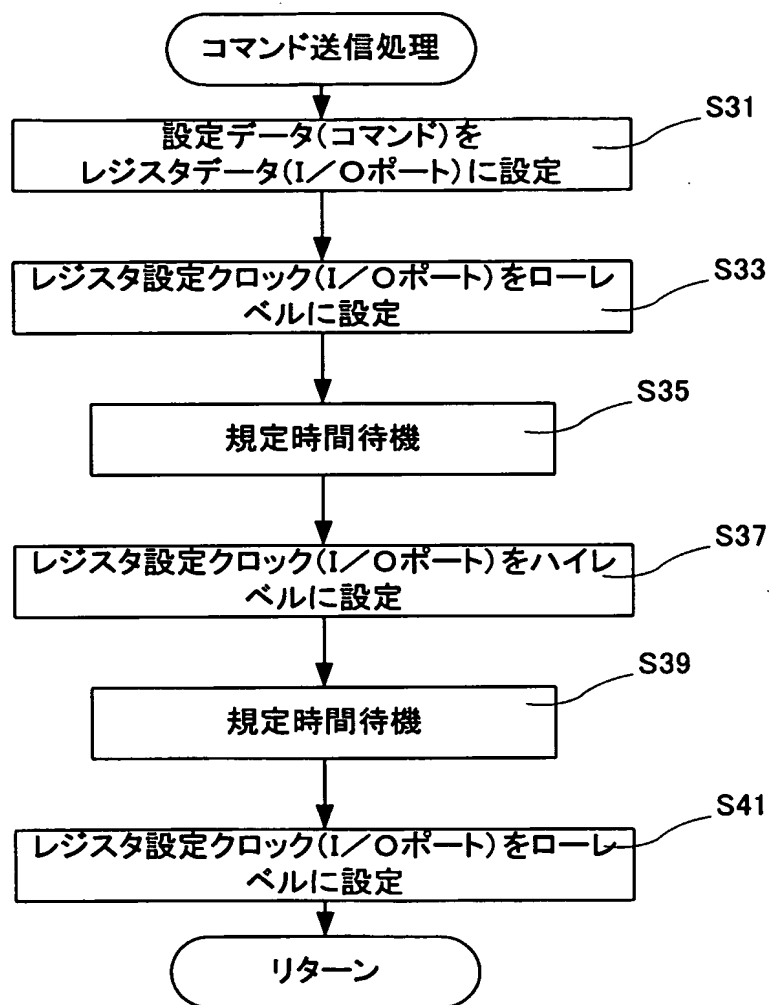 コマンド送信処理
S31
設定データ(コマンド)を
レジスタデータ(I/Oポート)に設定
S33
レジスタ設定クロック(I/Oポート)をローレ
ベルに設定
S35
規定時間待機
S37
レジスタ設定クロック(I/Oポート)をハイレ
ベルに設定
S39
規定時間待機
S41
レジスタ設定クロック(I/Oポート)をローレ
ベルに設定
リターン